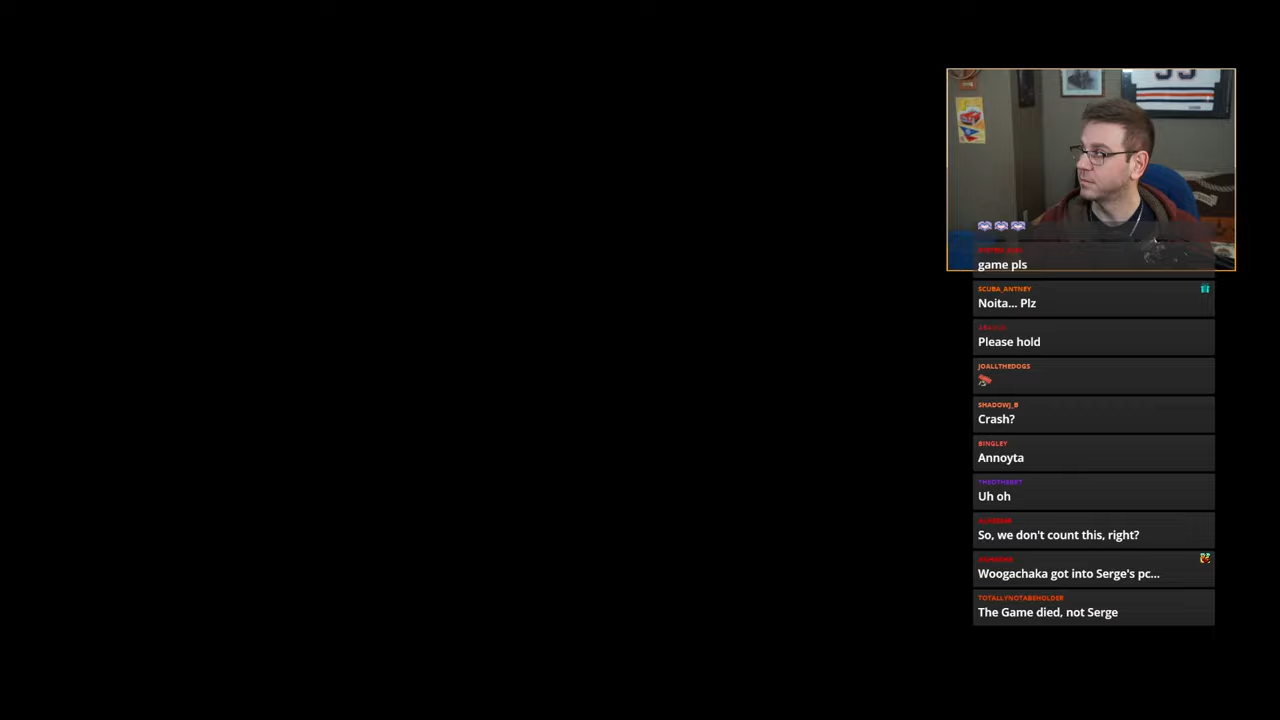 game pls
SCUBA_ANTNEY
Noita... Plz
Please hold
JOALLTHEDOGS
SHADOWJ_B
Crash?
BINGLEY
Annoyta
Uh oh
So, we don't count this, right?
Woogachaka got into Serge's pc...
TOTALLYNOTABEHOLDER
The Game died, not Serge